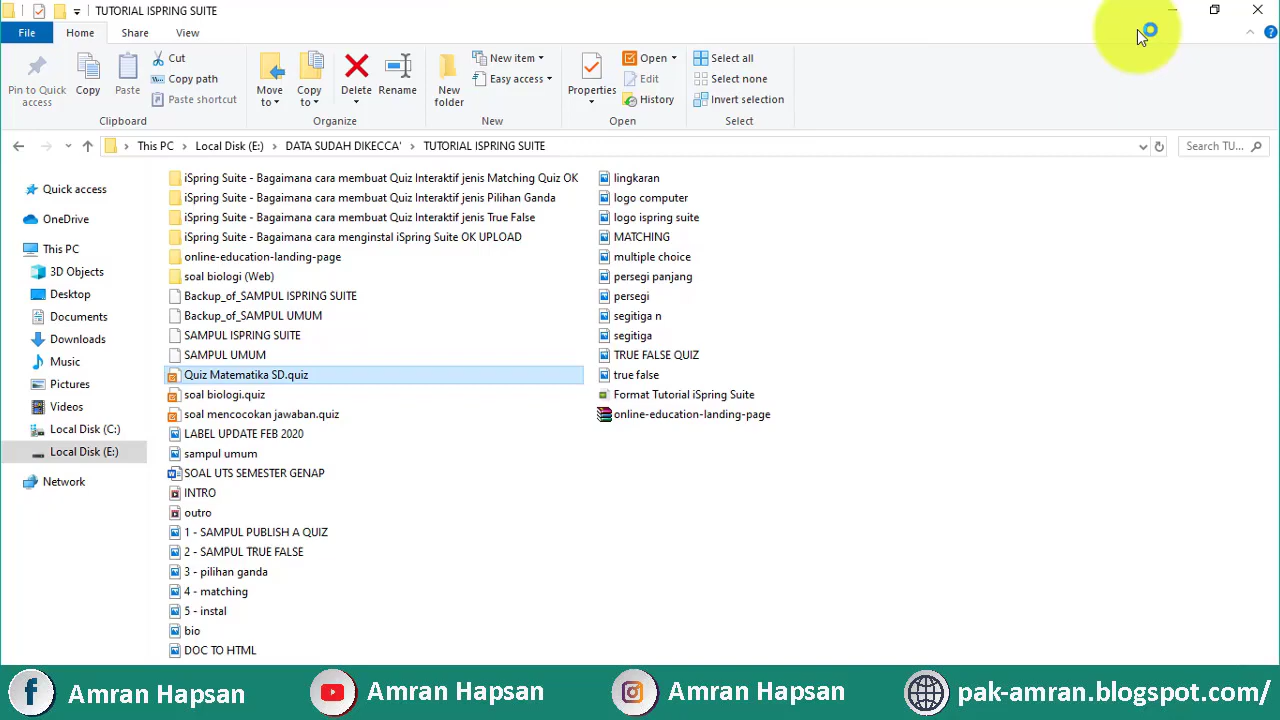 TUTORIAL ISPRING SUITE
File
Home
Share
View
Pin to Quick access
Copy
Paste
Cut
Copy path
Paste shortcut
Clipboard
Move to
Copy to
Delete
Rename
Organize
New folder
New item
Easy access
New
Properties
Open
Edit
History
Open
Select all
Select none
Invert selection
Select
This PC > Local Disk (E:) > DATA SUDAH DIKECCA' > TUTORIAL ISPRING SUITE
Search TU...
Quick access
OneDrive
This PC
3D Objects
Desktop
Documents
Downloads
Music
Pictures
Videos
Local Disk (C:)
Local Disk (E:)
Network
iSpring Suite - Bagaimana cara membuat Quiz Interaktif jenis Matching Quiz OK
iSpring Suite - Bagaimana cara membuat Quiz Interaktif jenis Pilihan Ganda
iSpring Suite - Bagaimana cara membuat Quiz Interaktif jenis True False
iSpring Suite - Bagaimana cara menginstal iSpring Suite OK UPLOAD
online-education-landing-page
soal biologi (Web)
Backup_of_SAMPUL ISPRING SUITE
Backup_of_SAMPUL UMUM
SAMPUL ISPRING SUITE
SAMPUL UMUM
Quiz Matematika SD.quiz
soal biologi.quiz
soal mencocokan jawaban.quiz
LABEL UPDATE FEB 2020
sampul umum
SOAL UTS SEMESTER GENAP
INTRO
outro
1 - SAMPUL PUBLISH A QUIZ
2 - SAMPUL TRUE FALSE
3 - pilihan ganda
4 - matching
5 - instal
bio
DOC TO HTML
lingkaran
logo computer
logo ispring suite
MATCHING
multiple choice
persegi panjang
persegi
segitiga n
segitiga
TRUE FALSE QUIZ
true false
Format Tutorial iSpring Suite
online-education-landing-page
Amran Hapsan
Amran Hapsan
Amran Hapsan
pak-amran.blogspot.com/